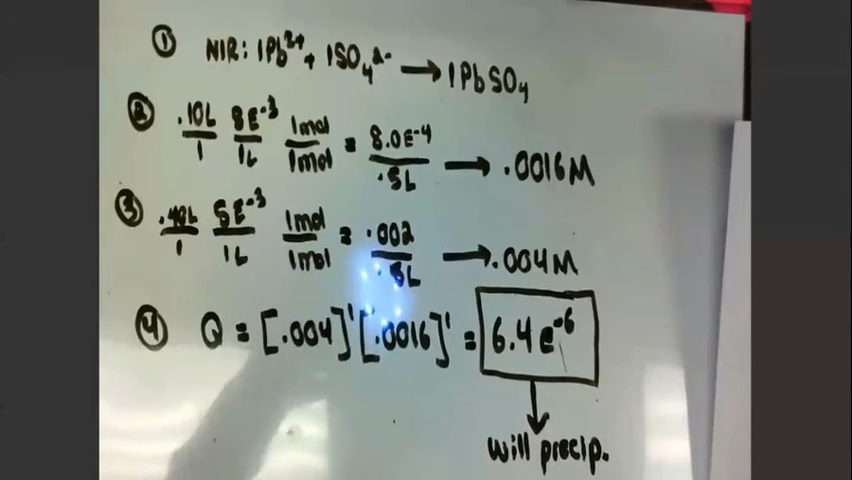 ① NIR: 1Pb²⁺ + 1SO₄²⁻ → 1PbSO₄
② .10L/1 8E⁻³/1L 1mol/1mol = 8.0E⁻⁴/.5L → .0016M
③ .40L/1 5E⁻³/1L 1mol/1mol = .002/.5L → .004M
④ Q = [.004]¹[.0016]¹ = 6.4e⁻⁶
will precip.